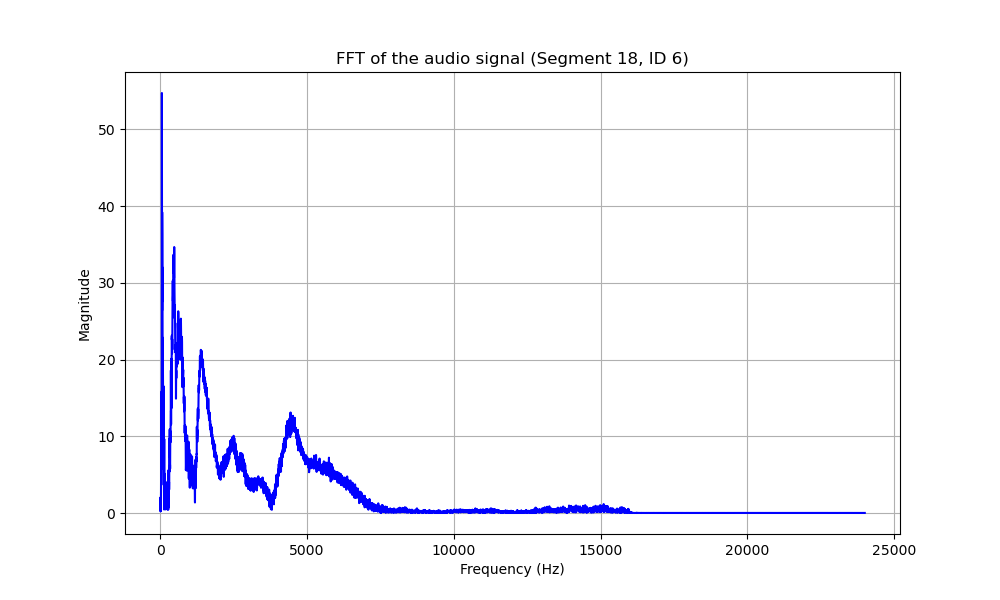 FFT of the audio signal (Segment 18, ID 6)
50
40
30
20
10
0
Magnitude
0 5000 10000 15000 20000 25000
Frequency (Hz)